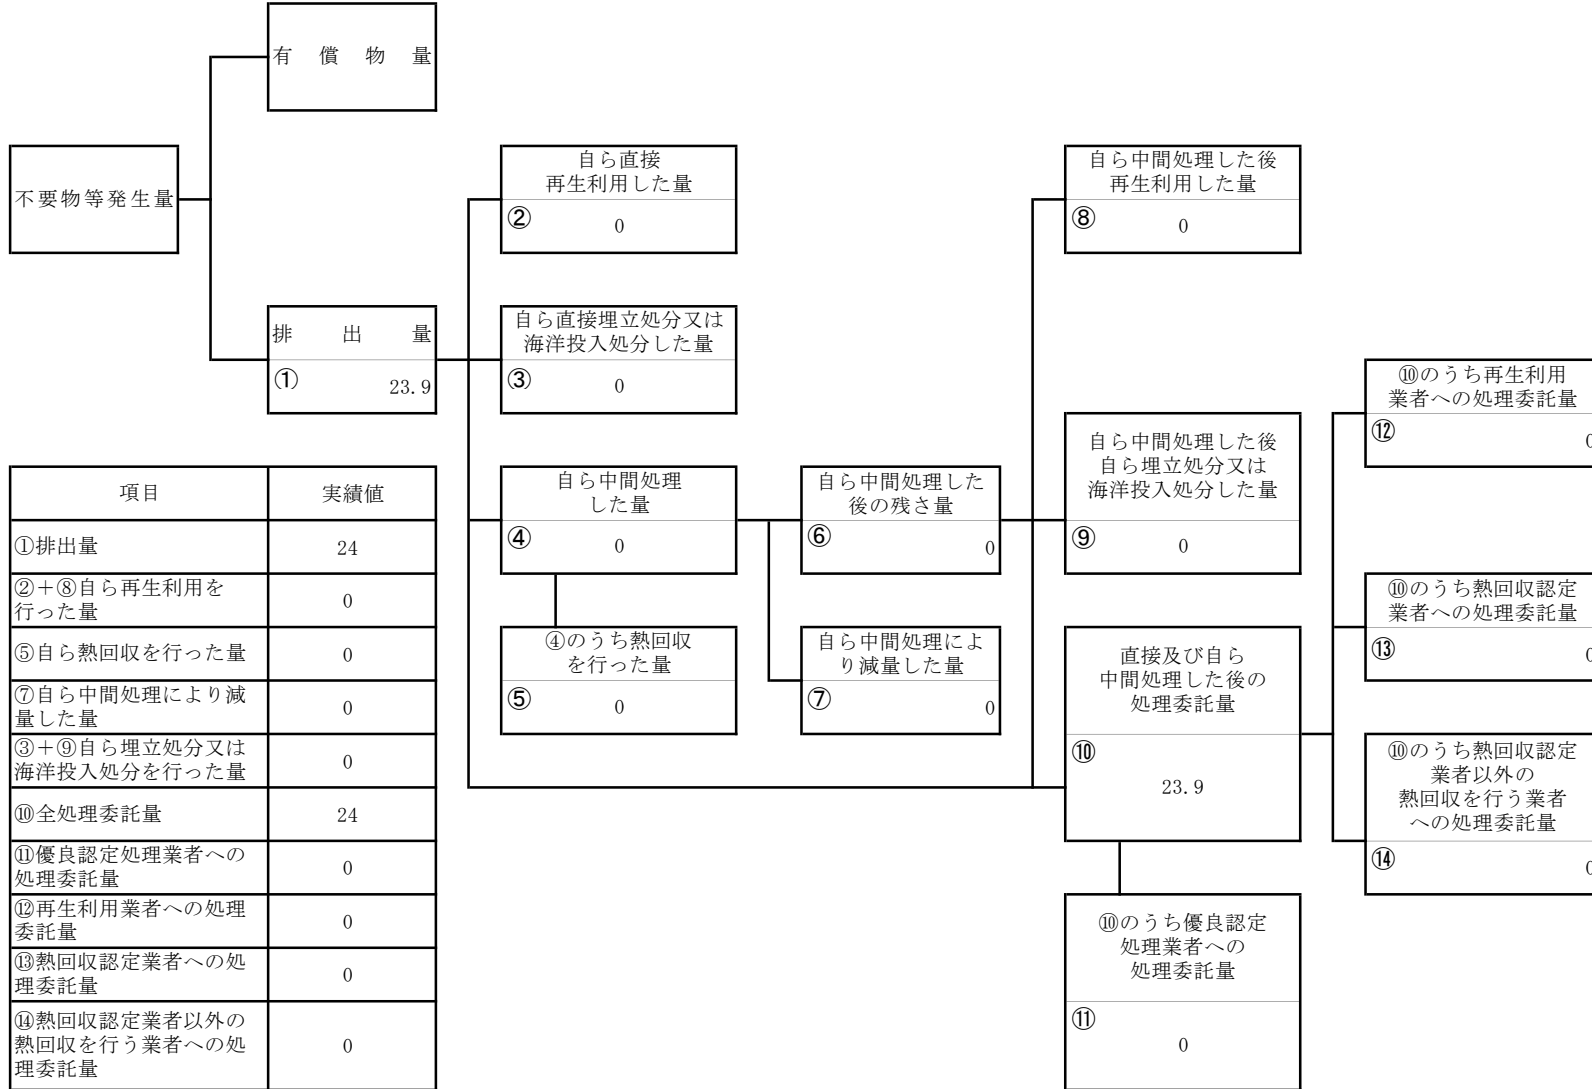 有償物量
不要物等発生量
排出量
① 23.9
自ら直接
再生利用した量
② 0
自ら直接埋立処分又は
海洋投入処分した量
③ 0
自ら中間処理
した量
④ 0
④のうち熱回収
を行った量
⑤ 0
自ら中間処理した
後の残さ量
⑥ 0
自ら中間処理によ
り減量した量
⑦ 0
自ら中間処理した後
再生利用した量
⑧ 0
自ら中間処理した後
自ら埋立処分又は
海洋投入処分した量
⑨ 0
直接及び自ら
中間処理した後の
処理委託量
⑩
23.9
⑩のうち優良認定
処理業者への
処理委託量
⑪
0
⑩のうち再生利用
業者への処理委託量
⑫ 0
⑩のうち熱回収認定
業者への処理委託量
⑬ 0
⑩のうち熱回収認定
業者以外の
熱回収を行う業者
への処理委託量
⑭ 0
項目 実績値
①排出量 24
②+⑧自ら再生利用を
行った量 0
⑤自ら熱回収を行った量 0
⑦自ら中間処理により減
量した量 0
③+⑨自ら埋立処分又は
海洋投入処分を行った量 0
⑩全処理委託量 24
⑪優良認定処理業者への
処理委託量 0
⑫再生利用業者への処理
委託量 0
⑬熱回収認定業者への処
理委託量 0
⑭熱回収認定業者以外の
熱回収を行う業者への処
理委託量 0